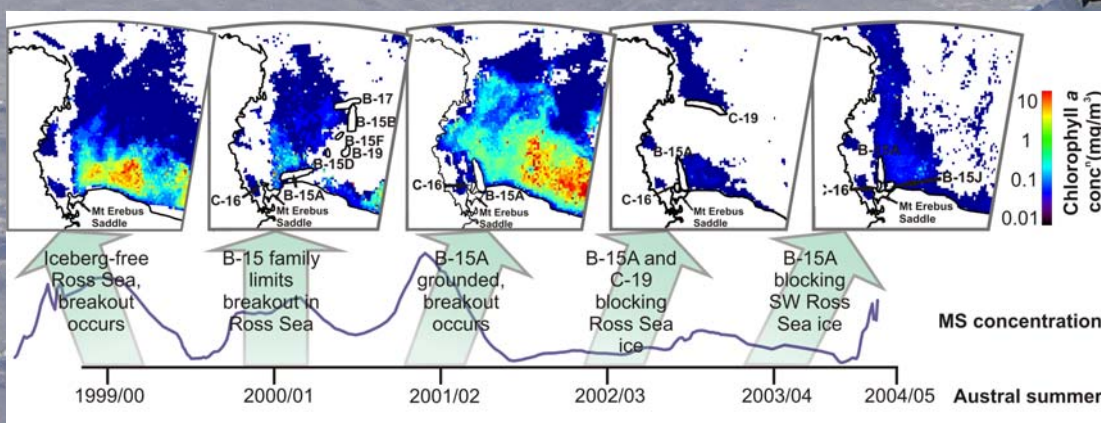 B-17
B-15B
B-15F
B-19
B-15D
B-15A
C-16
Mt Erebus
Saddle
Mt Erebus
Saddle
C-16
B-15A
Mt Erebus
Saddle
C-19
B-15A
C-16
Mt Erebus
Saddle
B-15A
B-15J
:-16
Mt Erebus
Saddle
10
1
0.1
0.01
Chlorophyll a
concⁿ(mg/m³)
Iceberg-free
Ross Sea,
breakout
occurs
B-15 family
limits
breakout in
Ross Sea
B-15A
grounded,
breakout occurs
B-15A and
C-19
blocking
Ross Sea
ice
B-15A
blocking
SW Ross
Sea ice
MS concentration
1999/00
2000/01
2001/02
2002/03
2003/04
2004/05
Austral summer